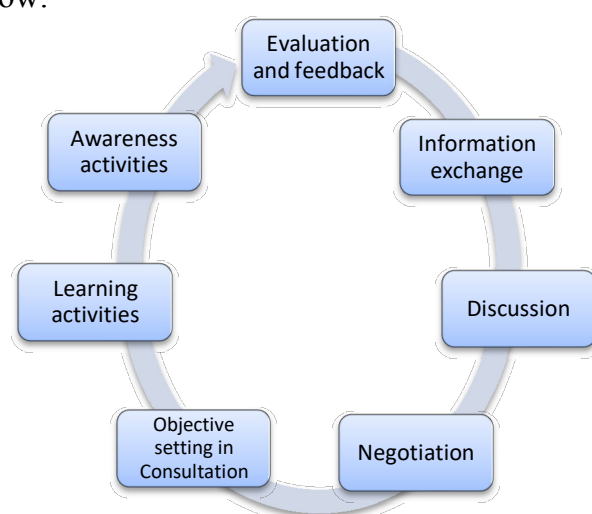 ow:
Evaluation
and feedback
Information
exchange
Discussion
Negotiation
Objective
setting in
Consultation
Learning
activities
Awareness
activities